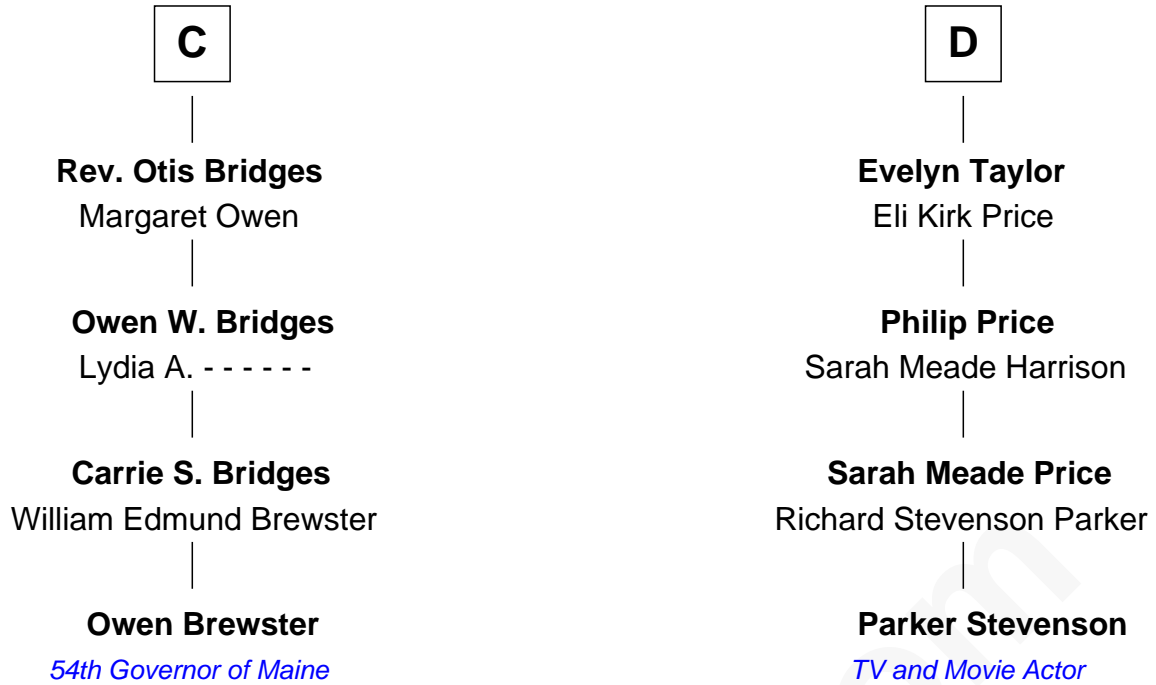 C
Rev. Otis Bridges
Margaret Owen
Owen W. Bridges
Lydia A. - - - - - -
Carrie S. Bridges
William Edmund Brewster
Owen Brewster
54th Governor of Maine
D
Evelyn Taylor
Eli Kirk Price
Philip Price
Sarah Meade Harrison
Sarah Meade Price
Richard Stevenson Parker
Parker Stevenson
TV and Movie Actor